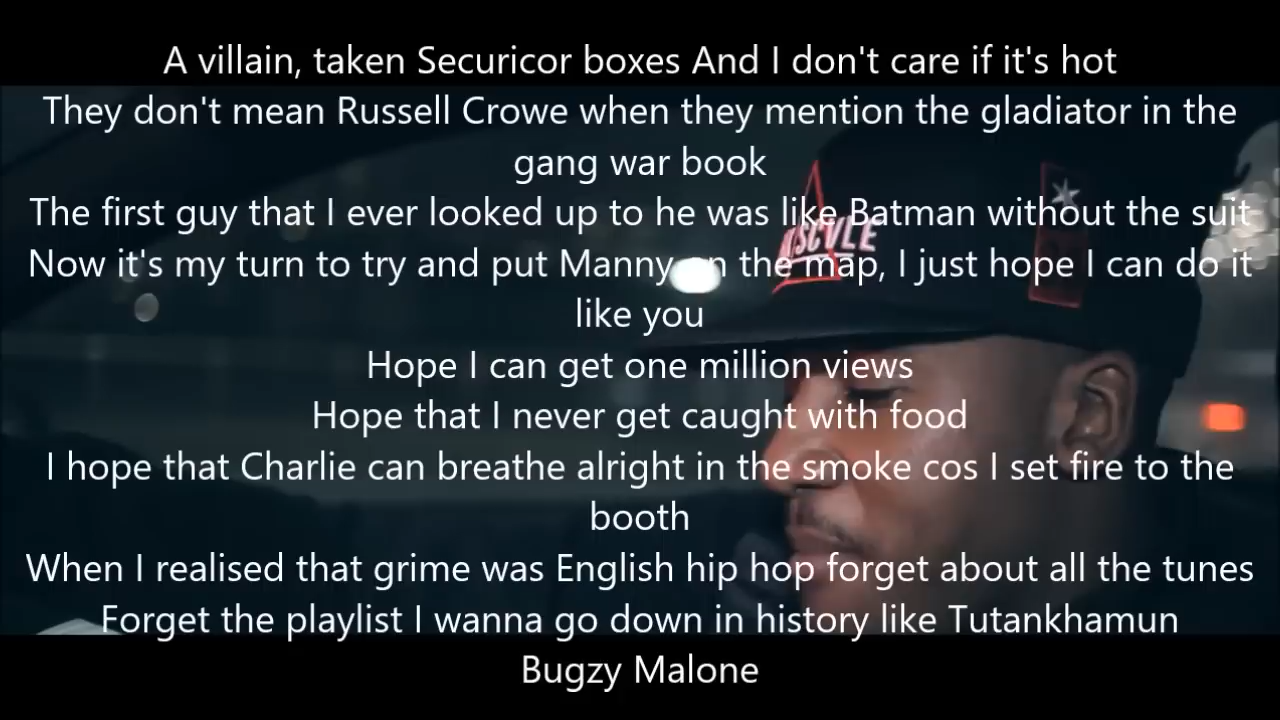 A villain, taken Securicor boxes And I don't care if it's hot
They don't mean Russell Crowe when they mention the gladiator in the
gang war book
The first guy that I ever looked up to he was like Batman without the suit
Now it's my turn to try and put Manny on the map, I just hope I can do it
like you
Hope I can get one million views
Hope that I never get caught with food
I hope that Charlie can breathe alright in the smoke cos I set fire to the
booth
When I realised that grime was English hip hop forget about all the tunes
Forget the playlist I wanna go down in history like Tutankhamun
Bugzy Malone